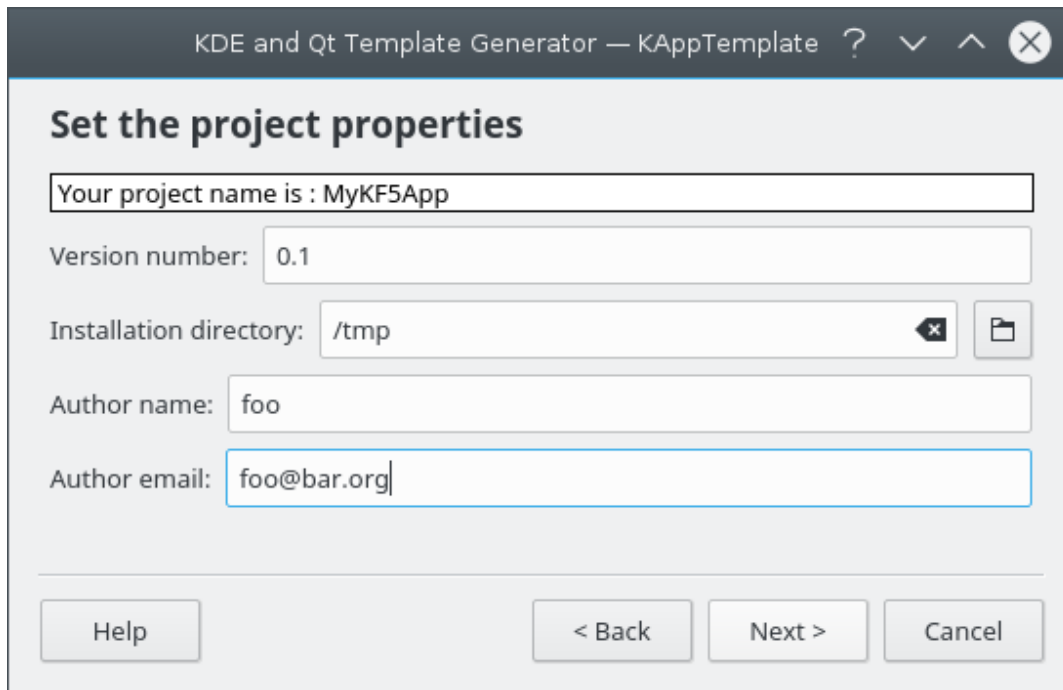 KDE and Qt Template Generator — KAppTemplate ?
Set the project properties
Your project name is : MyKF5App
Version number: 0.1
Installation directory: /tmp
Author name: foo
Author email: foo@bar.org
Help < Back Next > Cancel